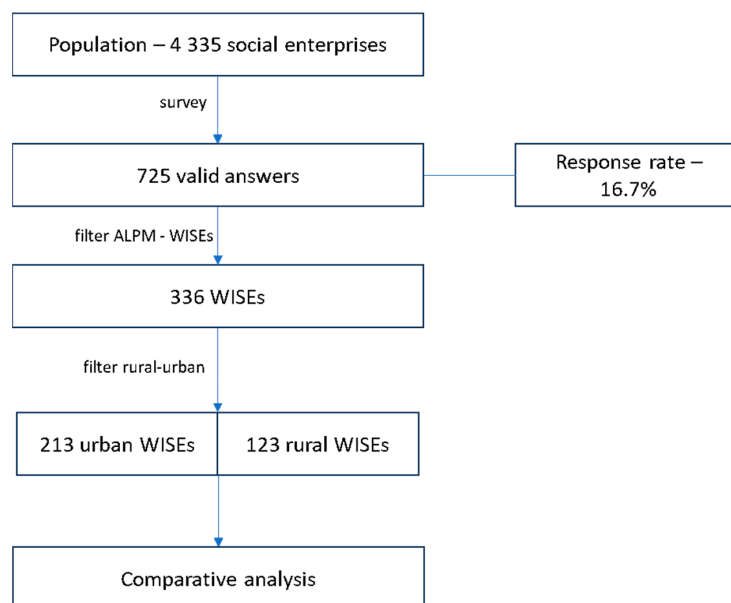 Population – 4 335 social enterprises
survey
725 valid answers
Response rate –
16.7%
filter ALPM - WISEs
336 WISEs
filter rural-urban
213 urban WISEs
123 rural WISEs
Comparative analysis